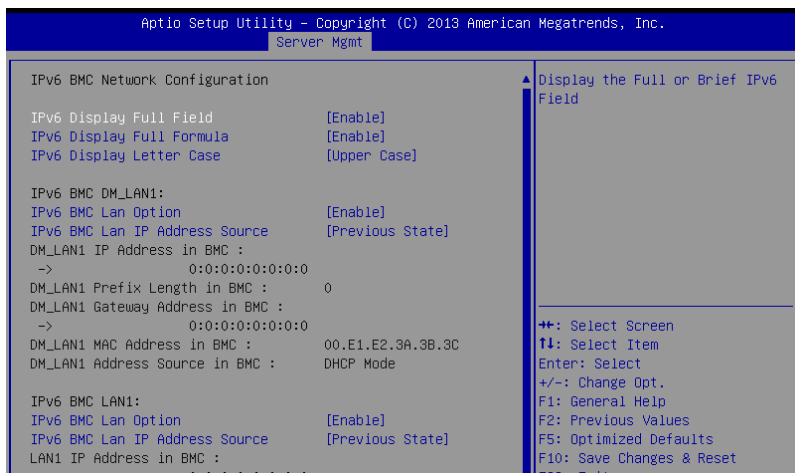 Aptio Setup Utility – Copyright (C) 2013 American Megatrends, Inc.
Server Mgmt
IPv6 BMC Network Configuration
IPv6 Display Full Field [Enable]
IPv6 Display Full Formula [Enable]
IPv6 Display Letter Case [Upper Case]
IPv6 BMC DM_LAN1:
IPv6 BMC Lan Option [Enable]
IPv6 BMC Lan IP Address Source [Previous State]
DM_LAN1 IP Address in BMC :
-> 0:0:0:0:0:0:0:0
DM_LAN1 Prefix Length in BMC : 0
DM_LAN1 Gateway Address in BMC :
-> 0:0:0:0:0:0:0:0
DM_LAN1 MAC Address in BMC : 00.E1.E2.3A.3B.3C
DM_LAN1 Address Source in BMC : DHCP Mode
IPv6 BMC LAN1:
IPv6 BMC Lan Option [Enable]
IPv6 BMC Lan IP Address Source [Previous State]
LAN1 IP Address in BMC :
Display the Full or Brief IPv6
Field
→←: Select Screen
↑↓: Select Item
Enter: Select
+/-: Change Opt.
F1: General Help
F2: Previous Values
F5: Optimized Defaults
F10: Save Changes & Reset